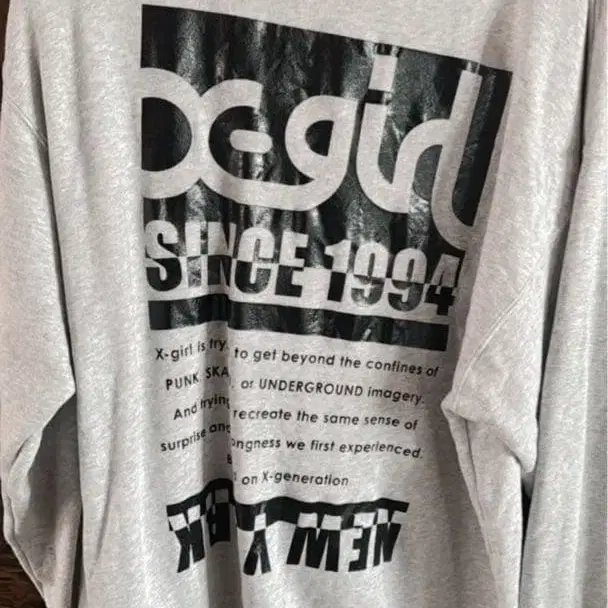 X-girl
SINCE 1994
X-girl is try to get beyond the confines of
PUNK SKA or UNDERGROUND imagery.
And trying recreate the same sense of
surprise and ongness we first experienced.
on X-generation
NEW Y RK